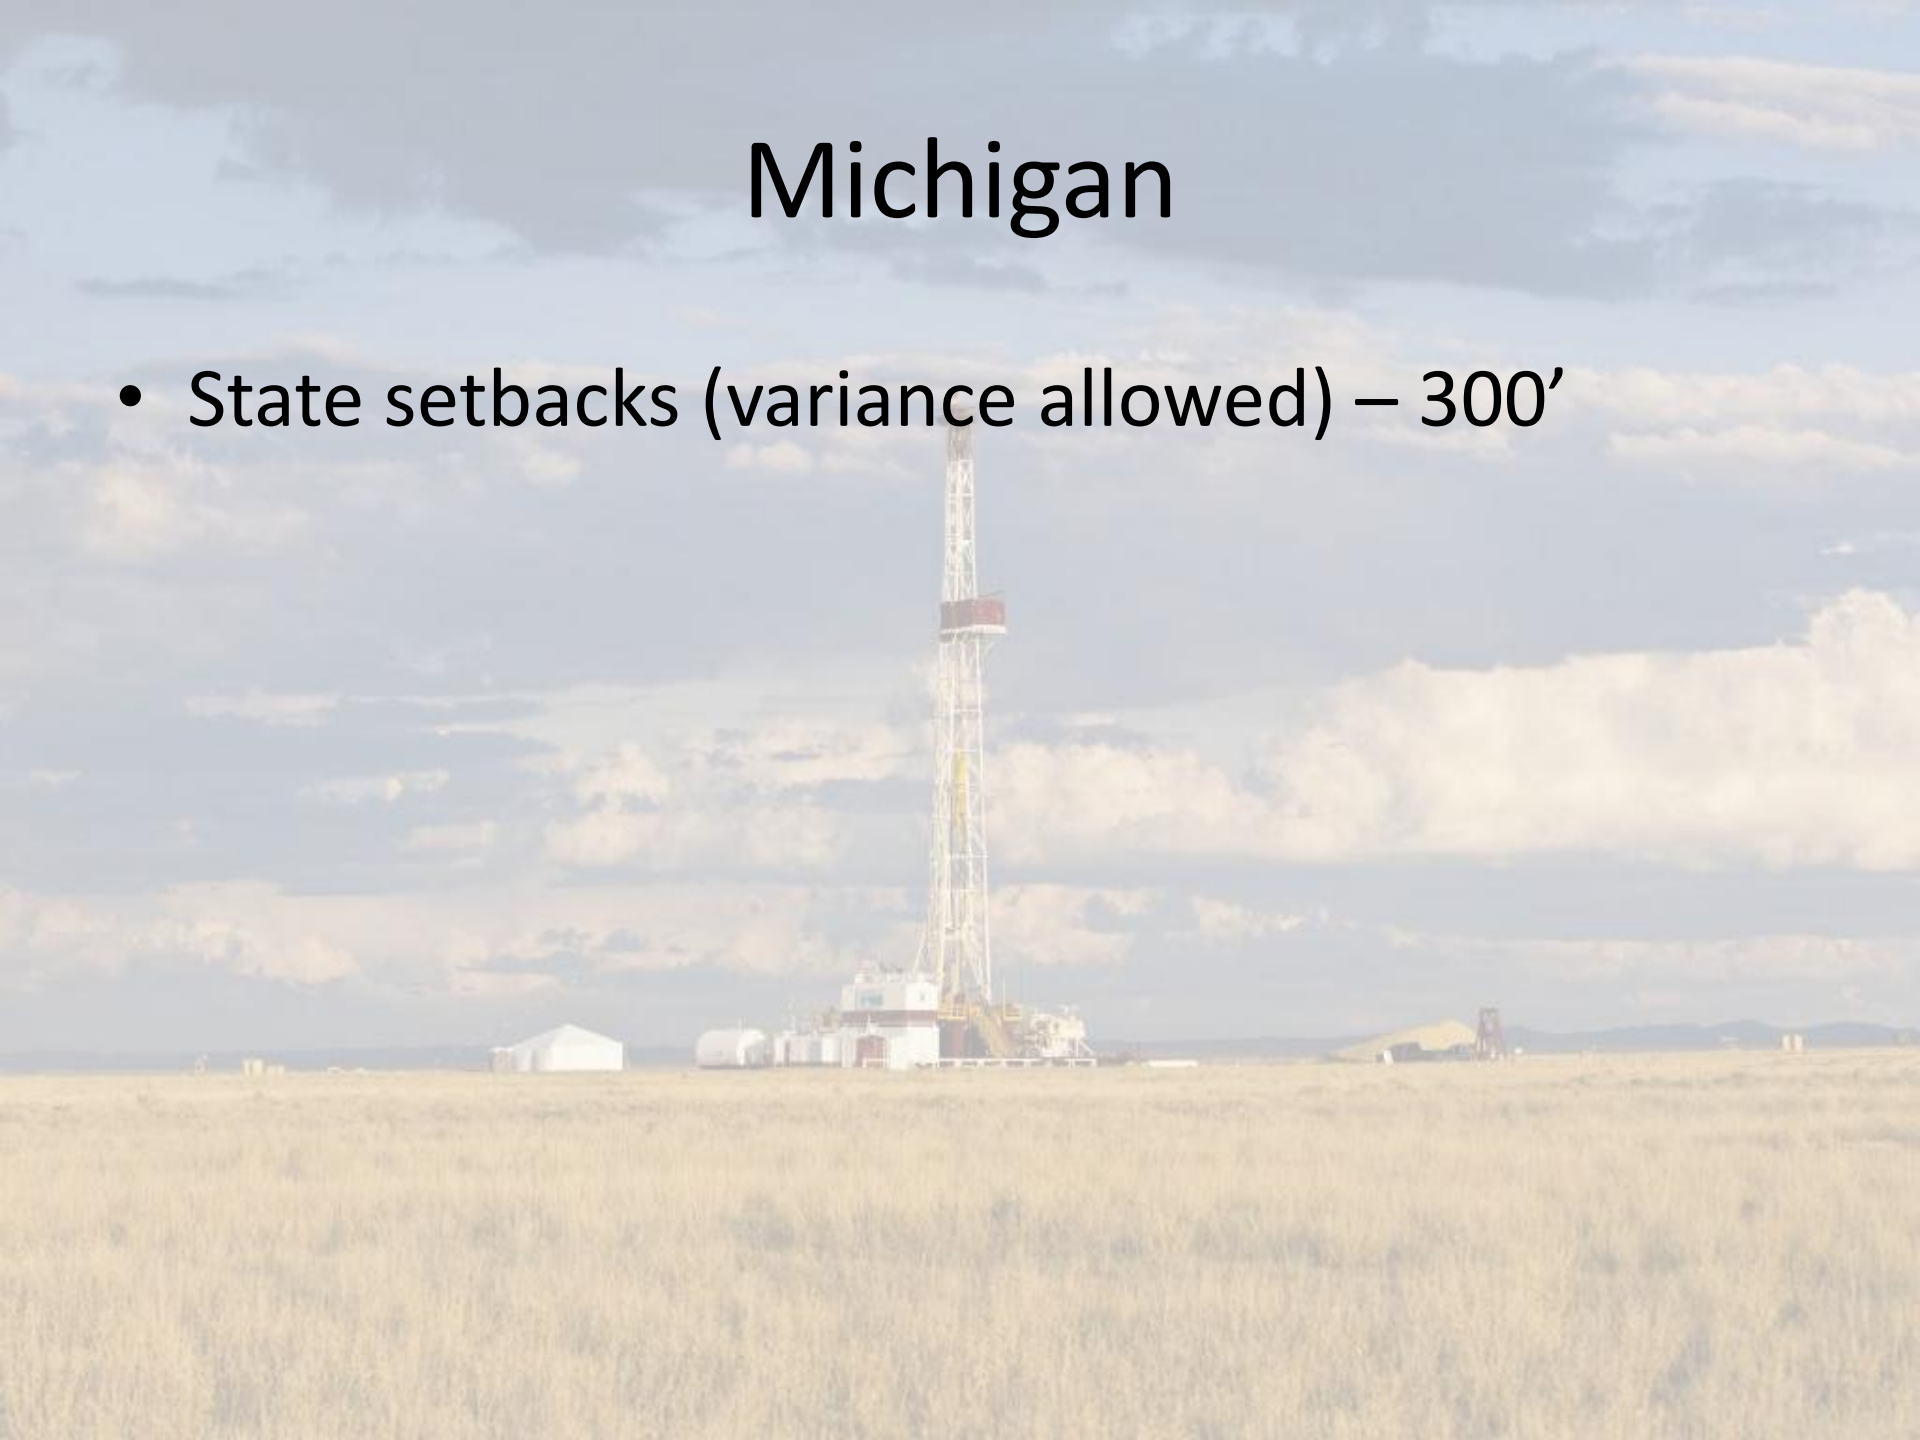 Michigan
• State setbacks (variance allowed) – 300’